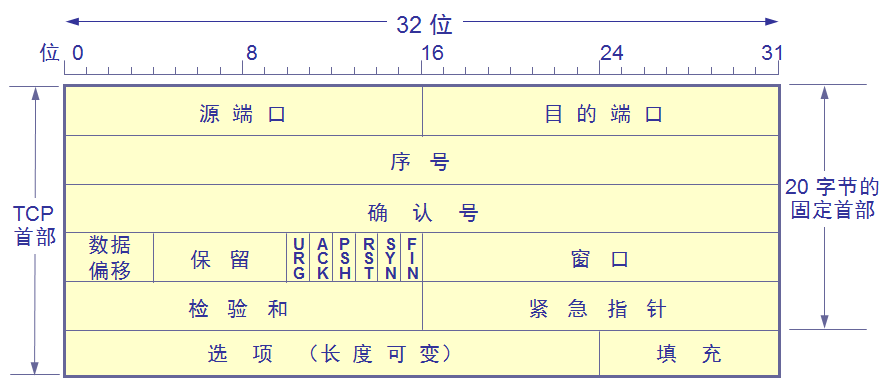 32 位
位 0 8 16 24 31
源 端 口 目 的 端 口
序 号
确 认 号
TCP
首部
20 字节的
固定首部
数据
偏移
保 留
URG
ACK
PSH
RST
SYN
FIN
窗 口
检 验 和 紧 急 指 针
选 项 （长 度 可 变） 填 充